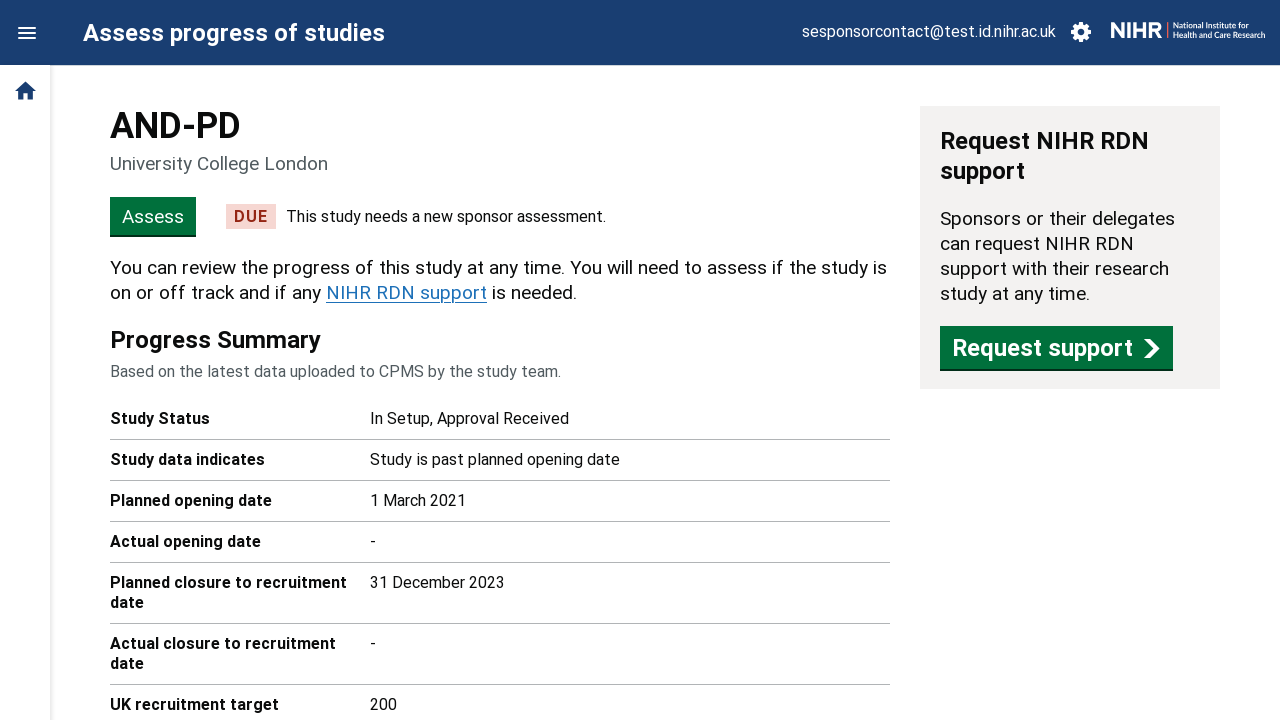 Assess progress of studies
sesponsorcontact@test.id.nihr.ac.uk
NIHR | National Institute for
Health and Care Research
AND-PD
University College London
Assess
DUE
This study needs a new sponsor assessment.
You can review the progress of this study at any time. You will need to assess if the study is
on or off track and if any NIHR RDN support is needed.
Progress Summary
Based on the latest data uploaded to CPMS by the study team.
Study Status
In Setup, Approval Received
Study data indicates
Study is past planned opening date
Planned opening date
1 March 2021
Actual opening date
-
Planned closure to recruitment
date
31 December 2023
Actual closure to recruitment
date
-
UK recruitment target
200
Request NIHR RDN
support
Sponsors or their delegates
can request NIHR RDN
support with their research
study at any time.
Request support